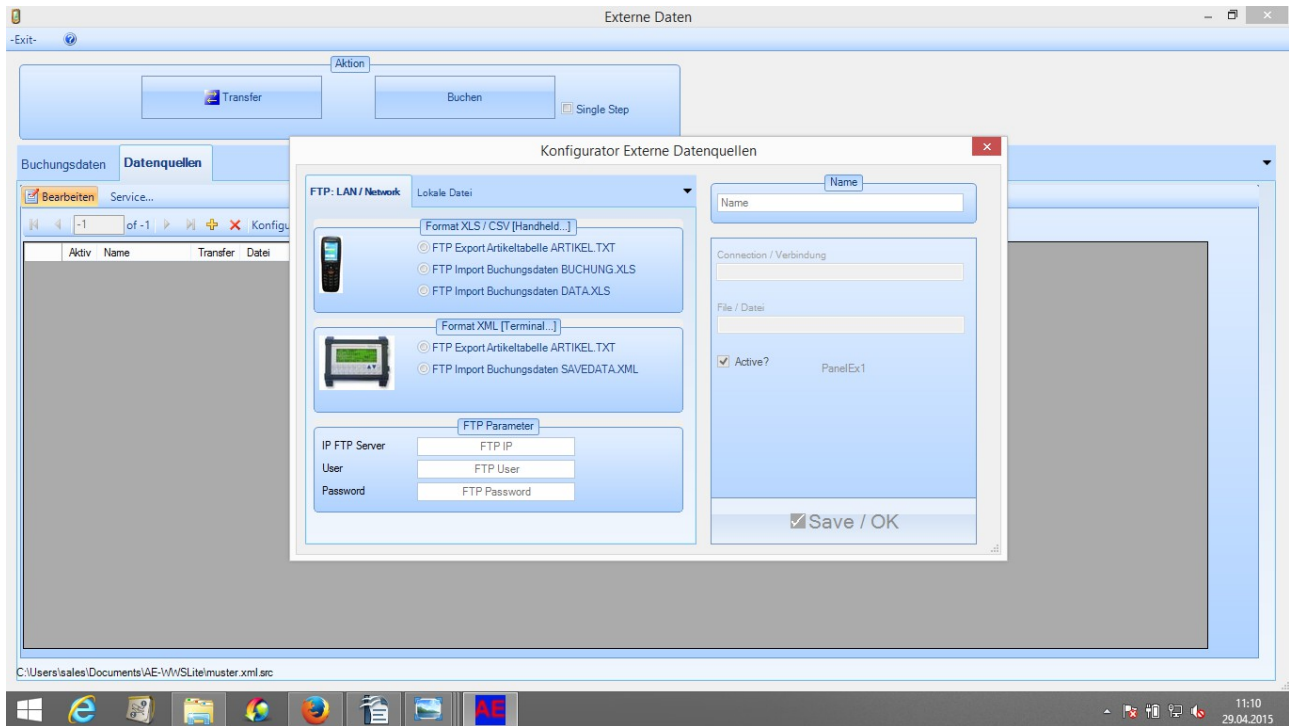 Externe Daten
-Exit-
Aktion
Transfer
Buchen
Single Step
Buchungsdaten
Datenquellen
Bearbeiten
Service...
-1
of -1
Konfigu
Aktiv Name Transfer Datei
Konfigurator Externe Datenquellen
FTP: LAN / Network
Lokale Datei
Format XLS / CSV [Handheld...]
FTP Export Artikeltabelle ARTIKEL.TXT
FTP Import Buchungsdaten BUCHUNG.XLS
FTP Import Buchungsdaten DATA.XLS
Format XML [Terminal...]
FTP Export Artikeltabelle ARTIKEL.TXT
FTP Import Buchungsdaten SAVEDATA.XML
FTP Parameter
IP FTP Server
FTP IP
User
FTP User
Password
FTP Password
Name
Name
Connection / Verbindung
File / Datei
Active?
PanelEx1
Save / OK
C:\Users\sales\Documents\AE-WWSLite\muster.xml.src
AE
11:10
29.04.2015